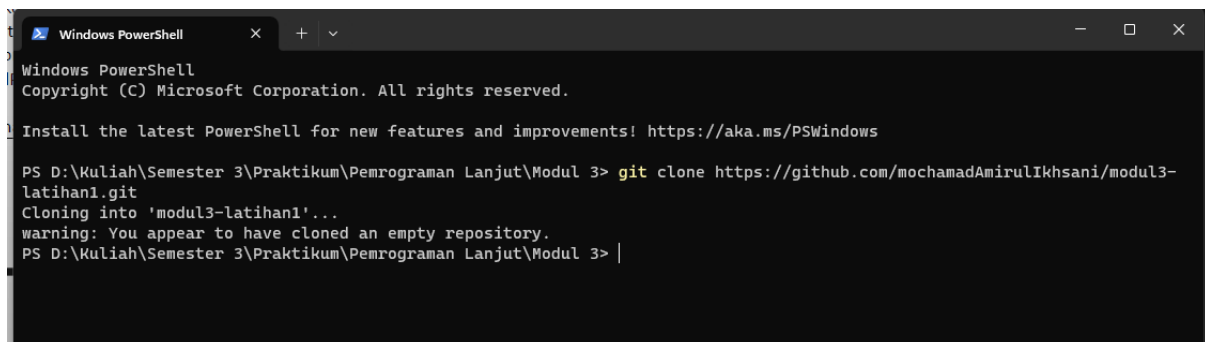 Windows PowerShell
Windows PowerShell
Copyright (C) Microsoft Corporation. All rights reserved.
Install the latest PowerShell for new features and improvements! https://aka.ms/PSWindows
PS D:\Kuliah\Semester 3\Praktikum\Pemrograman Lanjut\Modul 3> git clone https://github.com/mochamadAmirulIkhsani/modul3-
latihan1.git
Cloning into 'modul3-latihan1'...
warning: You appear to have cloned an empty repository.
PS D:\Kuliah\Semester 3\Praktikum\Pemrograman Lanjut\Modul 3>